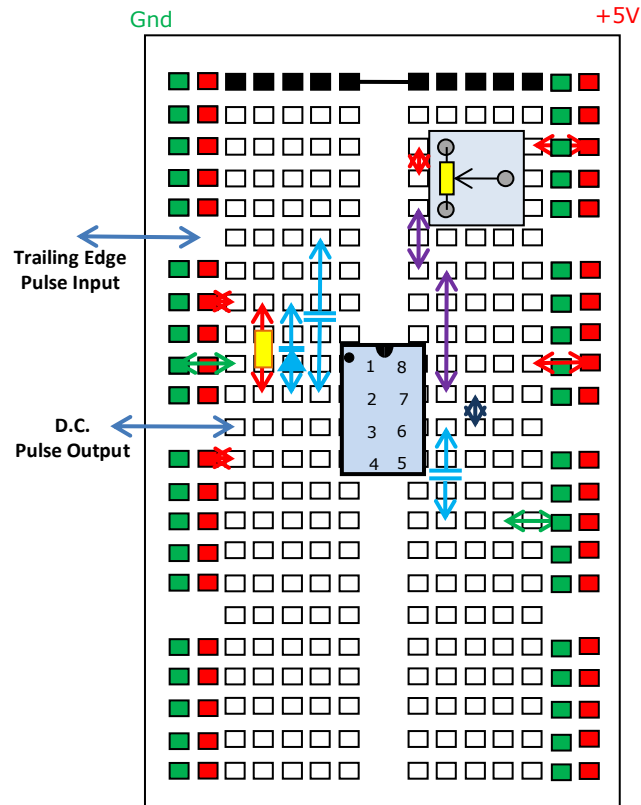 Gnd
+5V
Trailing Edge
Pulse Input
1 8
2 7
D.C.
Pulse Output
3 6
4 5